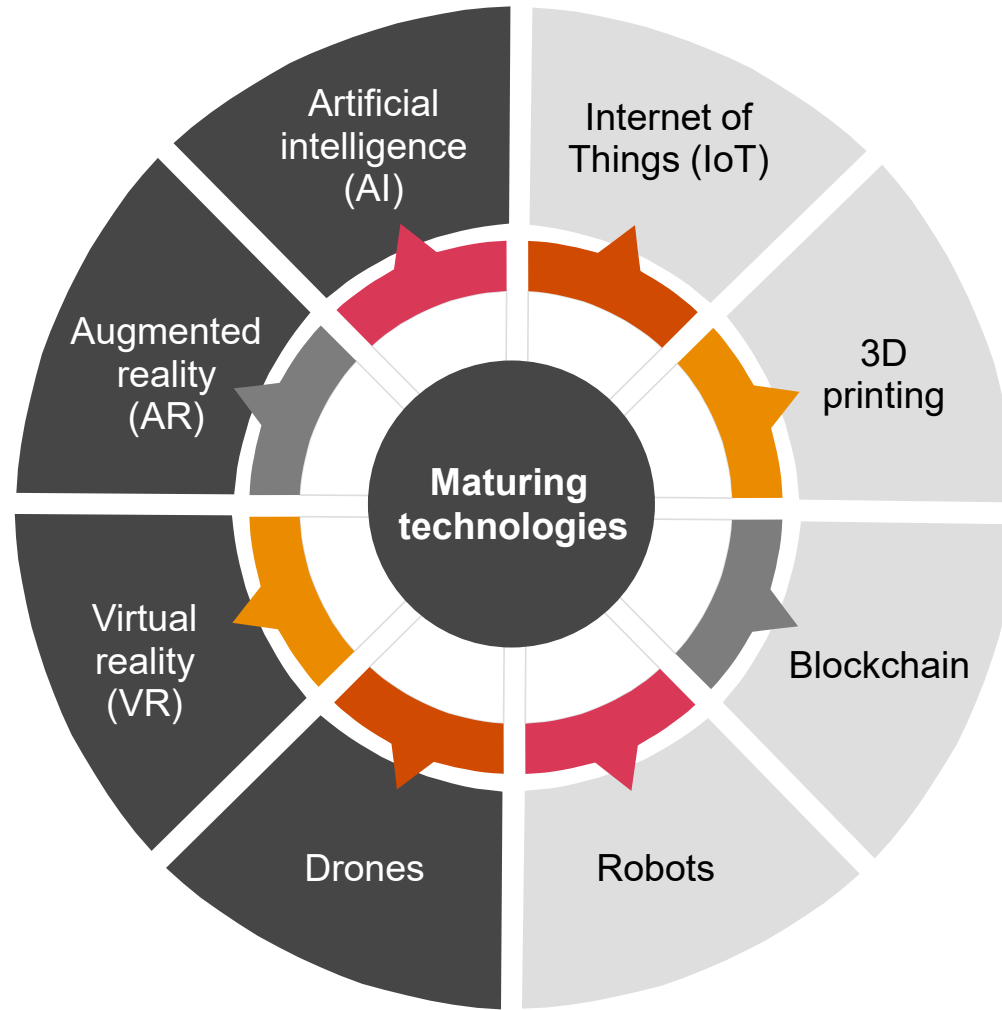 Artificial
intelligence
(AI)
Internet of
Things (IoT)
3D
printing
Blockchain
Robots
Drones
Virtual
reality
(VR)
Augmented
reality
(AR)
Maturing
technologies